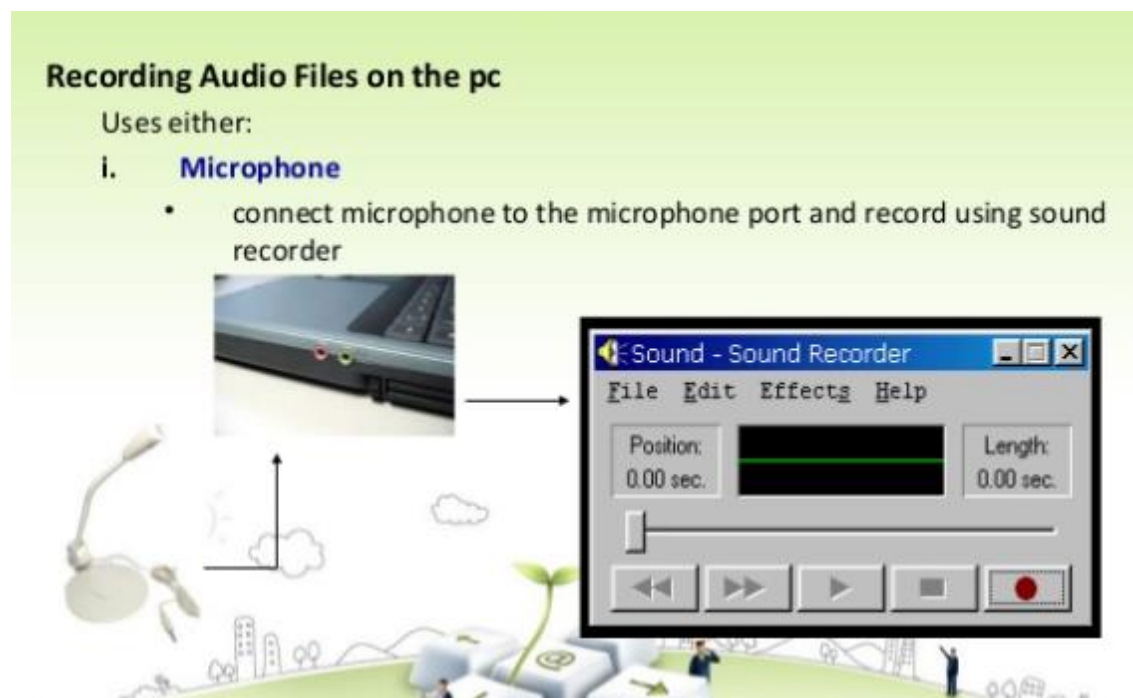 Recording Audio Files on the pc
Uses either:
i. Microphone
• connect microphone to the microphone port and record using sound
recorder
Sound - Sound Recorder
File Edit Effects Help
Position: Length:
0.00 sec. 0.00 sec.
@